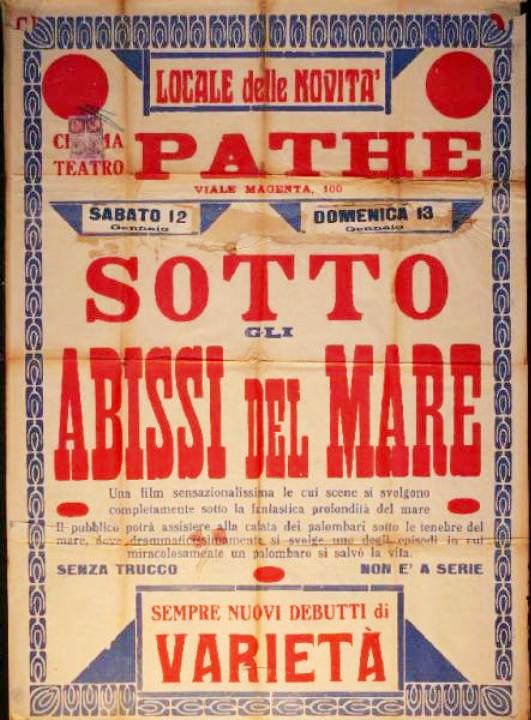 LOCALE delle NOVITA'
CINEMA
TEATRO
PATHE
VIALE MAGENTA, 100
SABATO 12
Gennaio
DOMENICA 13
Gennaio
SOTTO
GLI
ABISSI DEL MARE
Una film sensazionalissima le cui scene si svolgono
completamente sotto la fantastica profondità del mare
Il pubblico potrà assistere alla calata dei palombari sotto le tenebre del
mare, dove drammaticissimamente si svolge uno degli episodi in cui
miracolosamente un palombaro si salvò la vita.
SENZA TRUCCO
NON E' A SERIE
SEMPRE NUOVI DEBUTTI di
VARIETÀ